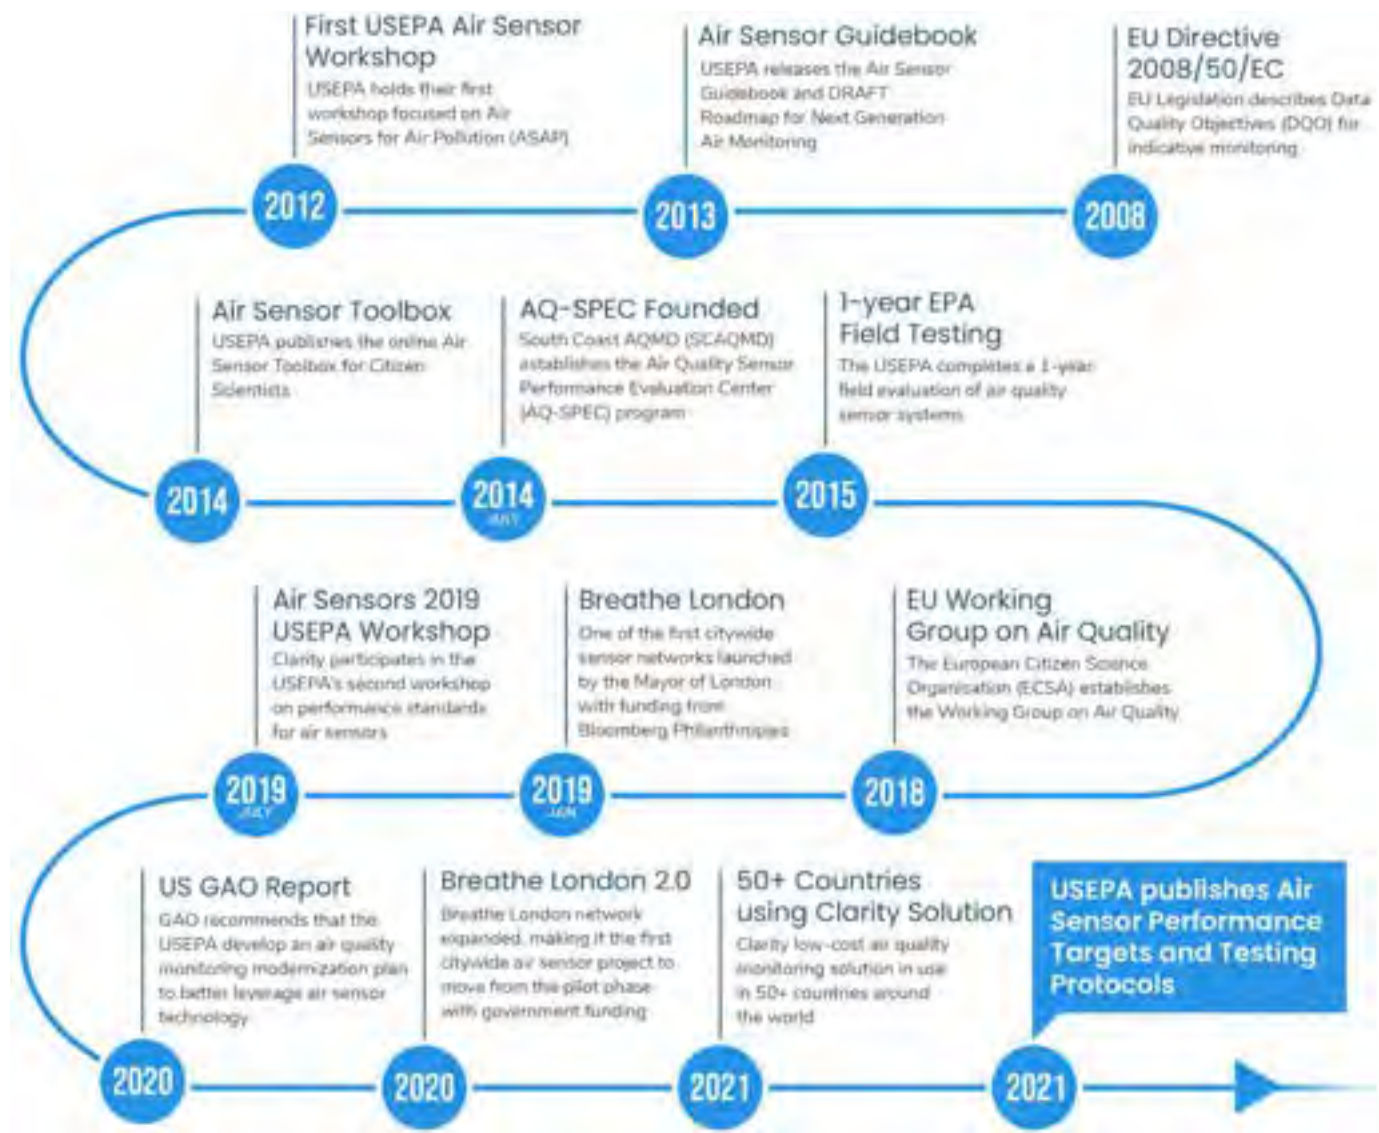 First USEPA Air Sensor
Workshop
USEPA holds their first
workshop focused on Air
Sensors for Air Pollution (ASAP)
2012
Air Sensor Guidebook
USEPA releases the Air Sensor
Guidebook and DRAFT
Roadmap for Next Generation
Air Monitoring
2013
EU Directive
2008/50/EC
EU Legislation describes Data
Quality Objectives (DQO) for
indicative monitoring
2008
Air Sensor Toolbox
USEPA publishes the online Air
Sensor Toolbox for Citizen
Scientists
2014
AQ-SPEC Founded
South Coast AQMD (SCAQMD)
establishes the Air Quality Sensor
Performance Evaluation Center
(AQ-SPEC) program
2014
JULY
1-year EPA
Field Testing
The USEPA completes a 1-year
field evaluation of air quality
sensor systems
2015
Air Sensors 2019
USEPA Workshop
Clarity participates in the
USEPA's second workshop
on performance standards
for air sensors
2019
JULY
Breathe London
One of the first citywide
sensor networks launched
by the Mayor of London
with funding from
Bloomberg Philanthropies
2019
JAN
EU Working
Group on Air Quality
The European Citizen Science
Organisation (ECSA) establishes
the Working Group on Air Quality
2018
US GAO Report
GAO recommends that the
USEPA develop an air quality
monitoring modernization plan
to better leverage air sensor
technology
2020
Breathe London 2.0
Breathe London network
expanded, making it the first
citywide air sensor project to
move from the pilot phase
with government funding
2020
50+ Countries
using Clarity Solution
Clarity low-cost air quality
monitoring solution in use
in 50+ countries around
the world
2021
USEPA publishes Air
Sensor Performance
Targets and Testing
Protocols
2021